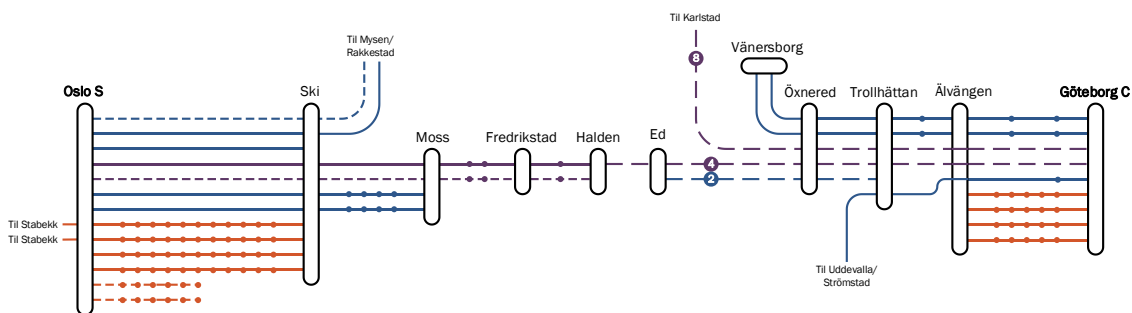 Til Karlstad
Til Mysen/
Rakkestad
Vänersborg
8
Oslo S
Ski
Öxnered
Trollhättan
Älvängen
Göteborg C
Moss
Fredrikstad
Halden
Ed
4
2
Til Stabekk
Til Stabekk
Til Uddevalla/
Strömstad